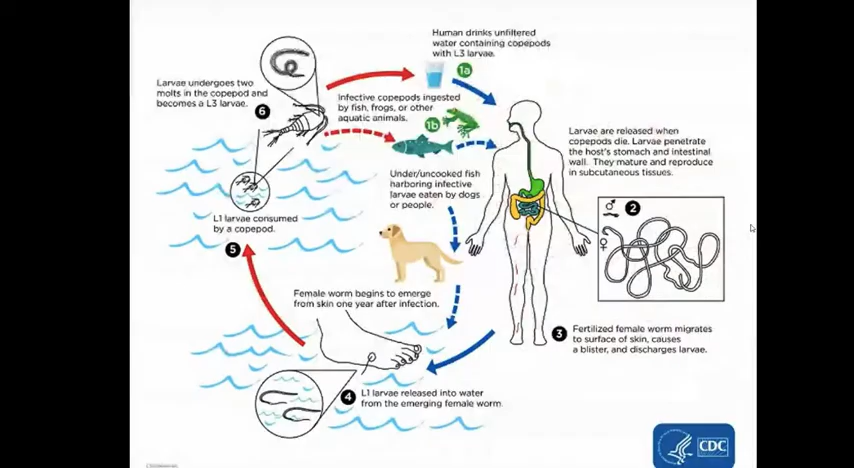 Human drinks unfiltered
water containing copepods
with L3 larvae.
1a
Larvae undergoes two
molts in the copepod and
becomes a L3 larvae.
6
Infective copepods ingested
by fish, frogs, or other
aquatic animals.
1b
Larvae are released when
copepods die. Larvae penetrate
the host's stomach and intestinal
wall. They mature and reproduce
in subcutaneous tissues.
Under/uncooked fish
harboring infective
larvae eaten by dogs
or people.
2
♂
♀
L1 larvae consumed
by a copepod.
5
Female worm begins to emerge
from skin one year after infection.
3
Fertilized female worm migrates
to surface of skin, causes
a blister, and discharges larvae.
4
L1 larvae released into water
from the emerging female worm.
CDC